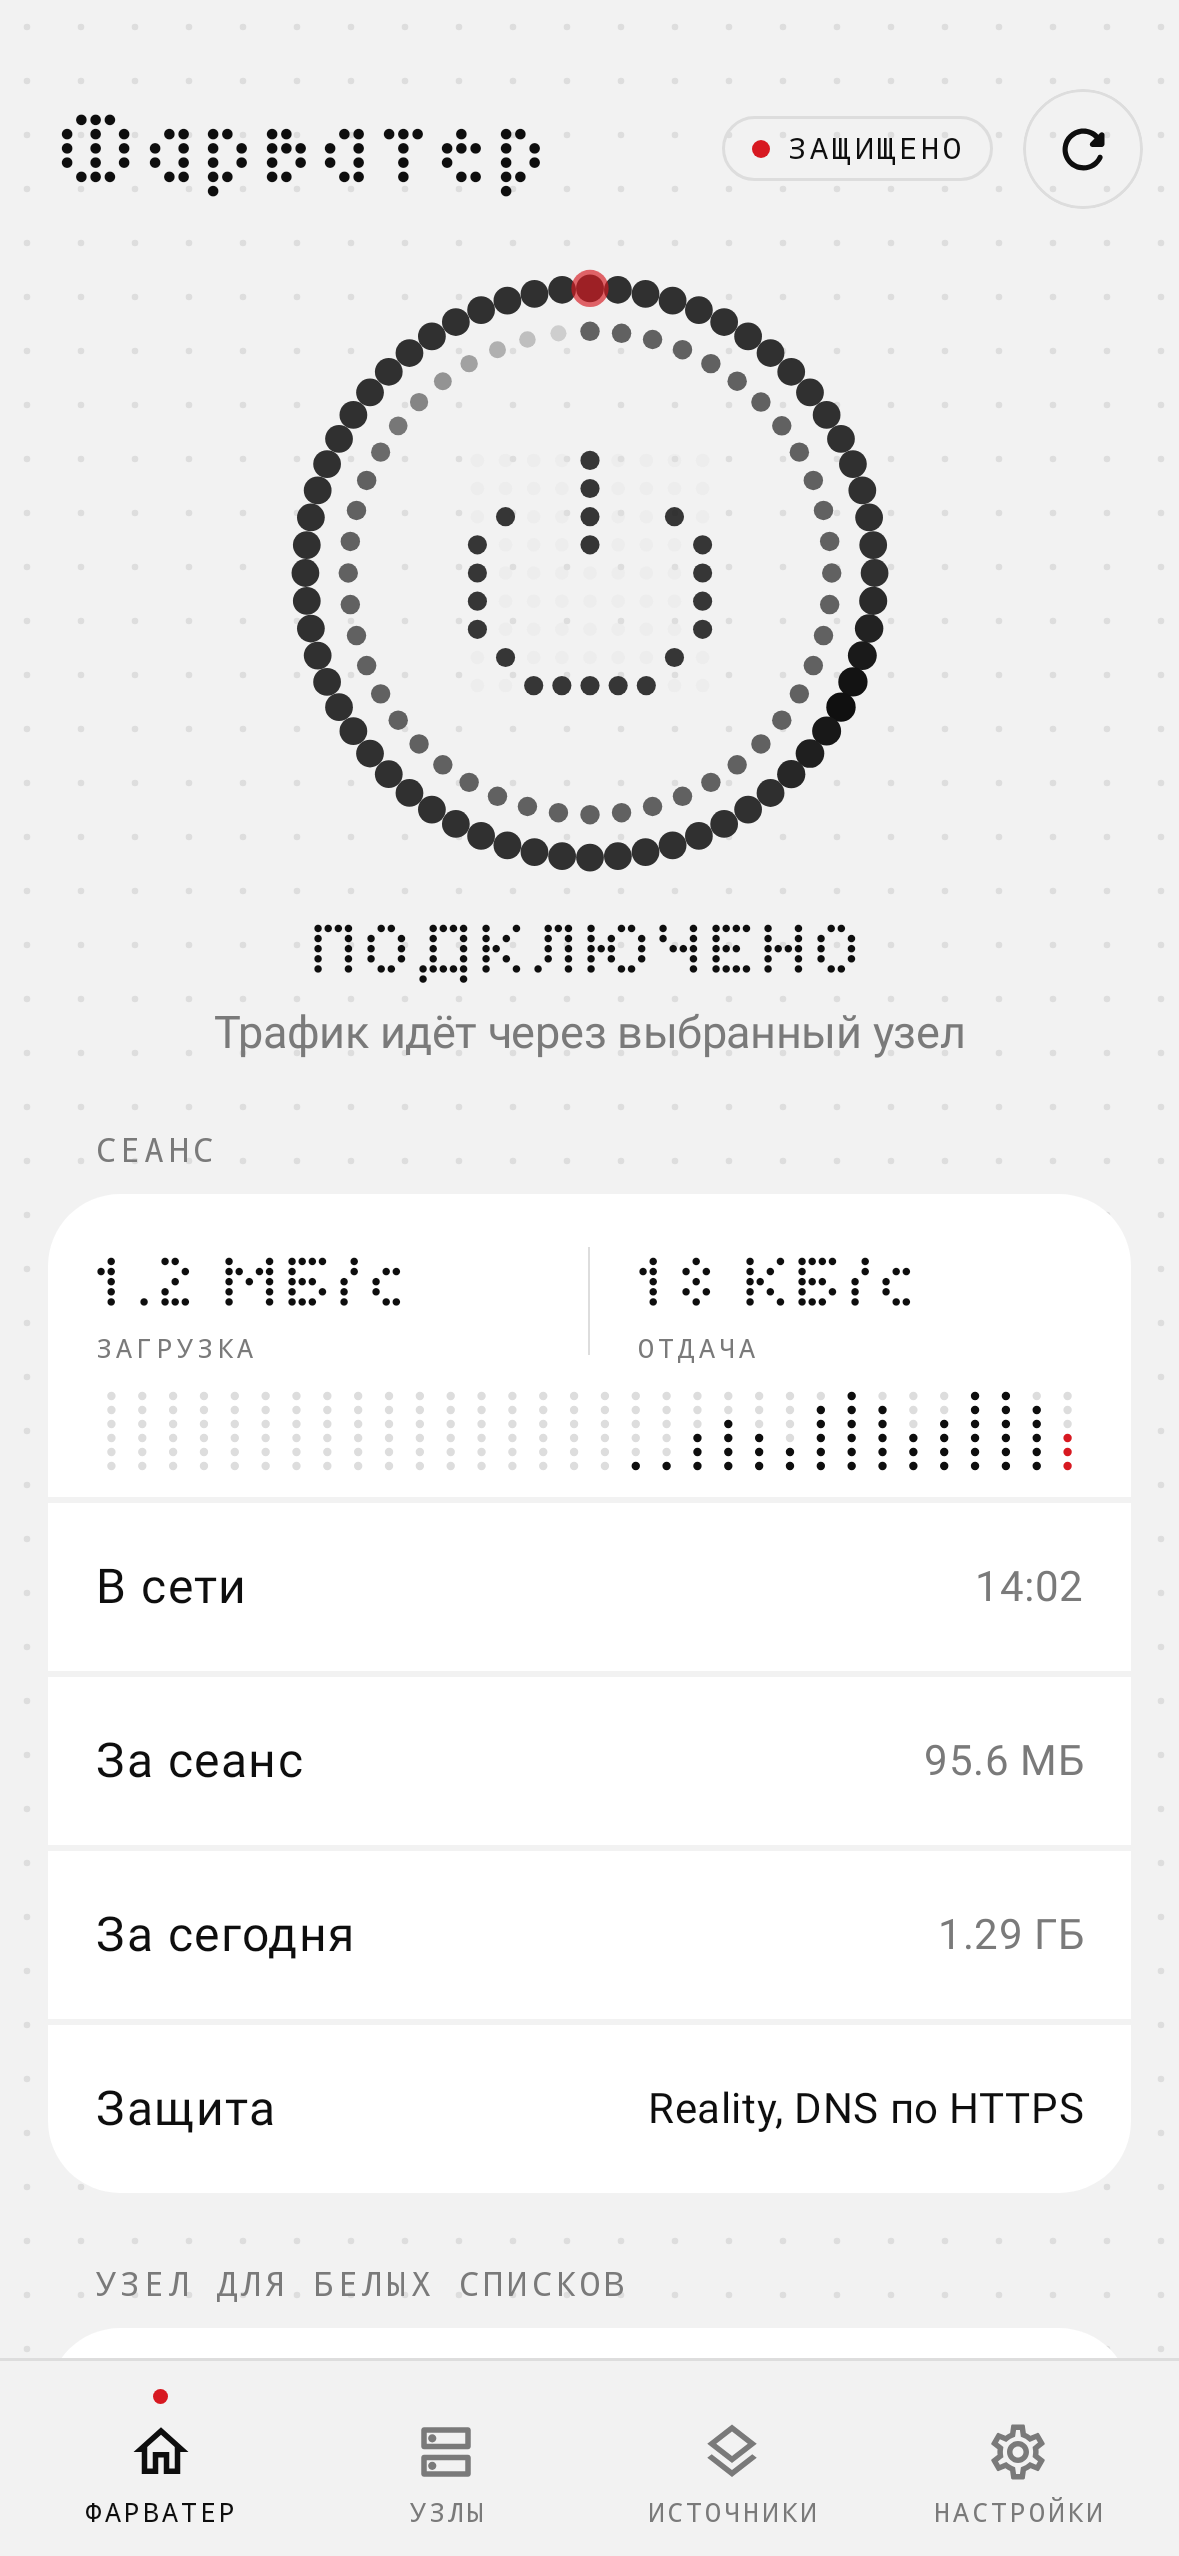 Фарватер
ЗАЩИЩЕНО
ПОДКЛЮЧЕНО
Трафик идёт через выбранный узел
СЕАНС
1.2 МБ/с
18 КБ/с
ЗАГРУЗКА
ОТДАЧА
В сети
14:02
За сеанс
95.6 МБ
За сегодня
1.29 ГБ
Защита
Reality, DNS по HTTPS
УЗЕЛ ДЛЯ БЕЛЫХ СПИСКОВ
ФАРВАТЕР
УЗЛЫ
ИСТОЧНИКИ
НАСТРОЙКИ